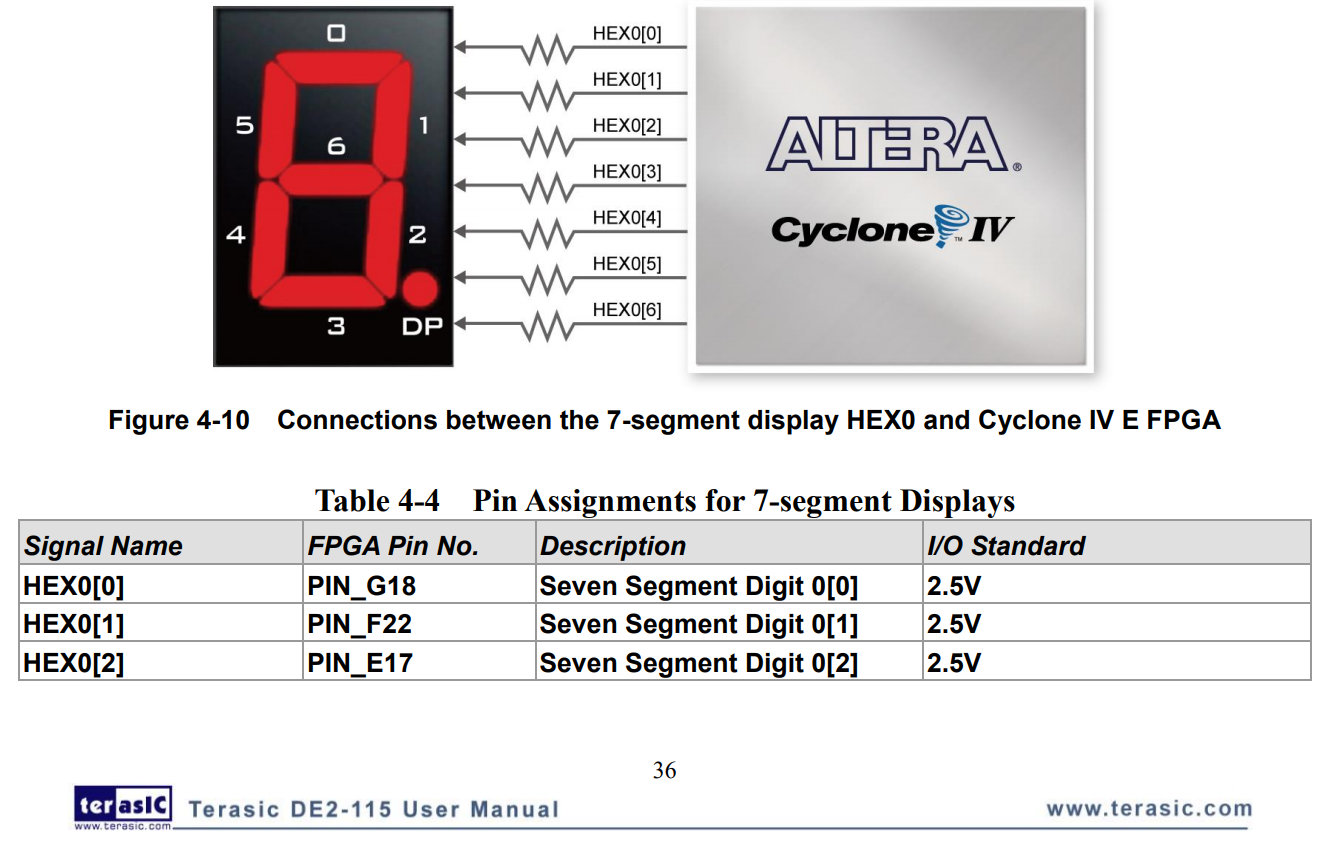 0
HEX0[0]
HEX0[1]
5
1
6
HEX0[2]
HEX0[3]
HEX0[4]
4
2
HEX0[5]
HEX0[6]
3
DP
ALTERA®
Cyclone™ IV
Figure 4-10 Connections between the 7-segment display HEX0 and Cyclone IV E FPGA
Table 4-4 Pin Assignments for 7-segment Displays
Signal Name FPGA Pin No. Description I/O Standard
HEX0[0] PIN_G18 Seven Segment Digit 0[0] 2.5V
HEX0[1] PIN_F22 Seven Segment Digit 0[1] 2.5V
HEX0[2] PIN_E17 Seven Segment Digit 0[2] 2.5V
36
terasIC
www.terasic.com
Terasic DE2-115 User Manual
www.terasic.com